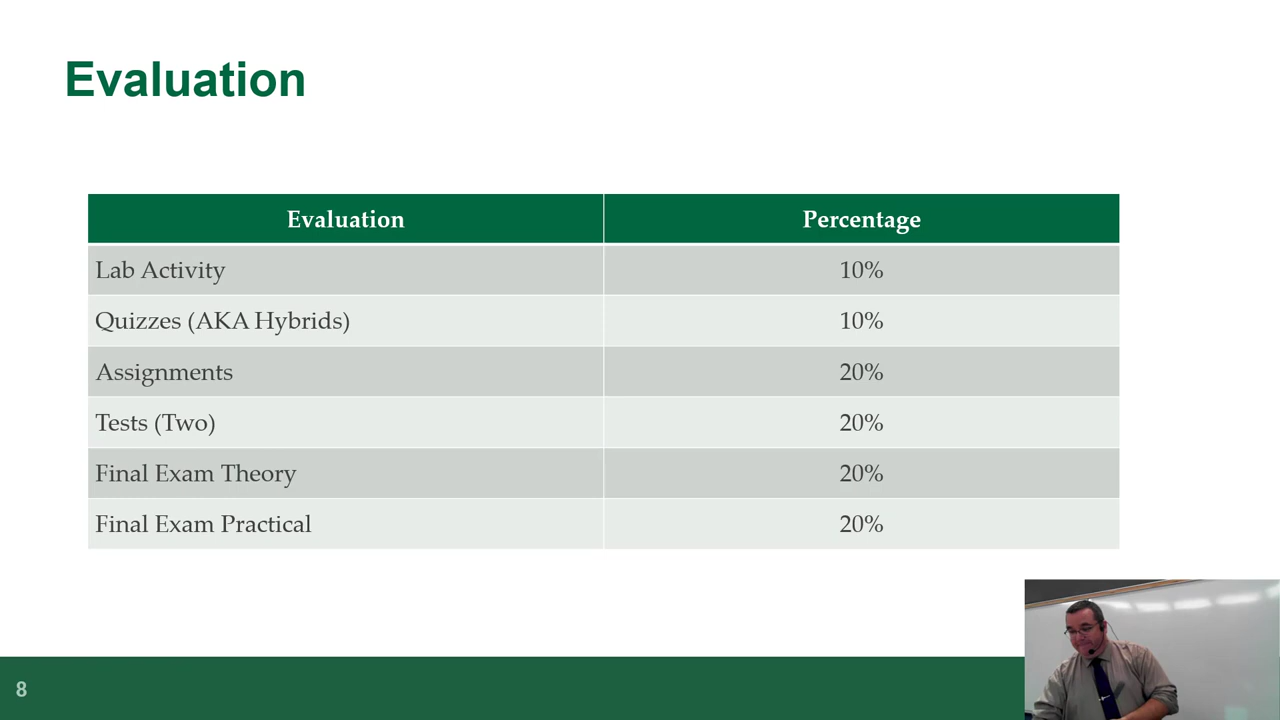 Evaluation
Evaluation Percentage
Lab Activity 10%
Quizzes (AKA Hybrids) 10%
Assignments 20%
Tests (Two) 20%
Final Exam Theory 20%
Final Exam Practical 20%
8